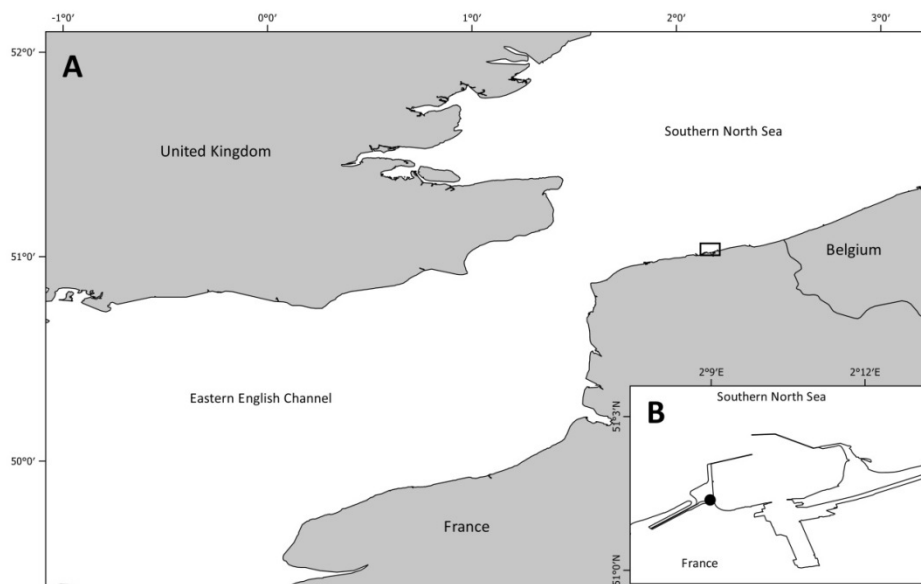 -1°0' 0°0' 1°0' 2°0' 3°0'
52°0'
A
United Kingdom
Southern North Sea
51°0'
Belgium
Eastern English Channel
50°0'
France
2°9'E 2°12'E
Southern North Sea
B
51°3'N
France
51°0'N